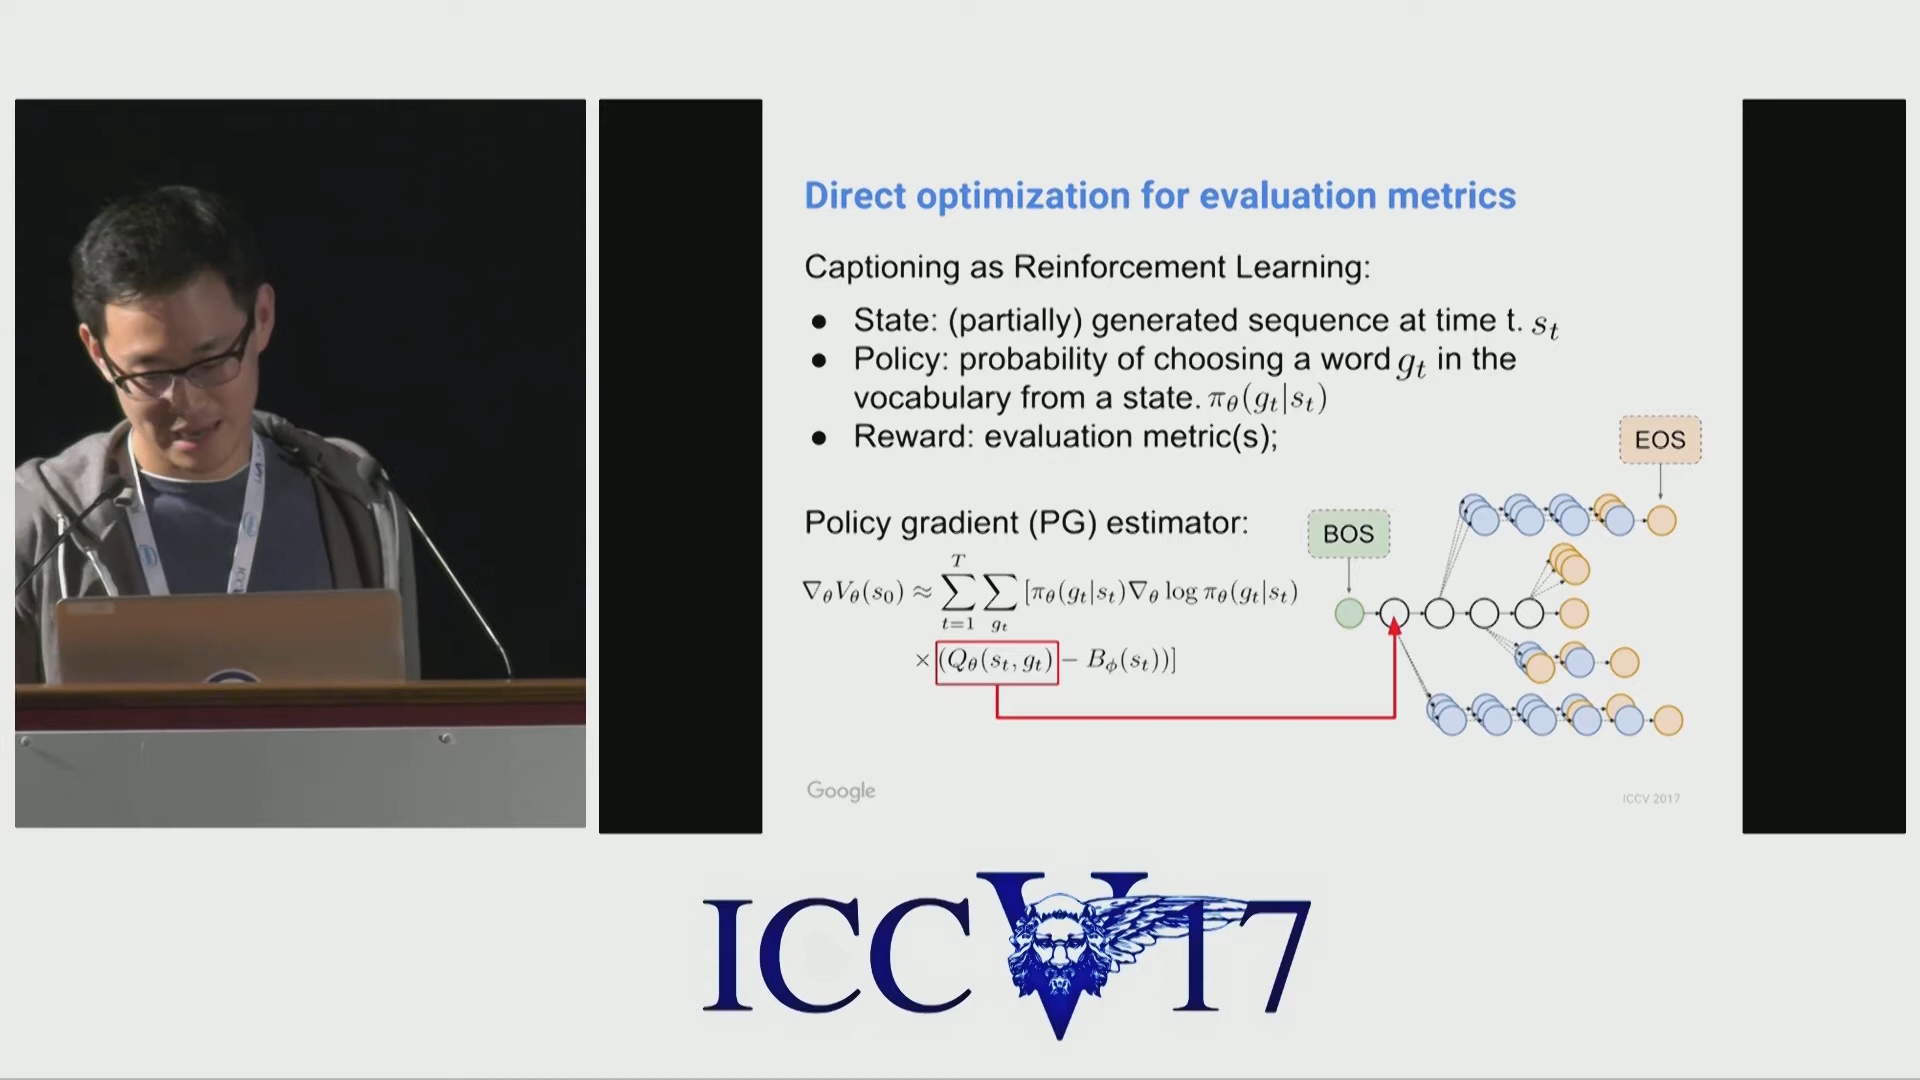 Direct optimization for evaluation metrics
Captioning as Reinforcement Learning:
● State: (partially) generated sequence at time t. s_t
● Policy: probability of choosing a word g_t in the
vocabulary from a state. π_θ(g_t|s_t)
● Reward: evaluation metric(s);
EOS
Policy gradient (PG) estimator:
BOS
∇_θV_θ(s_0) ≈ ∑_{t=1}^{T} ∑_{g_t} [π_θ(g_t|s_t)∇_θ log π_θ(g_t|s_t)
× (Q_θ(s_t, g_t) − B_ϕ(s_t))]
Google
ICCV 2017
ICCV17